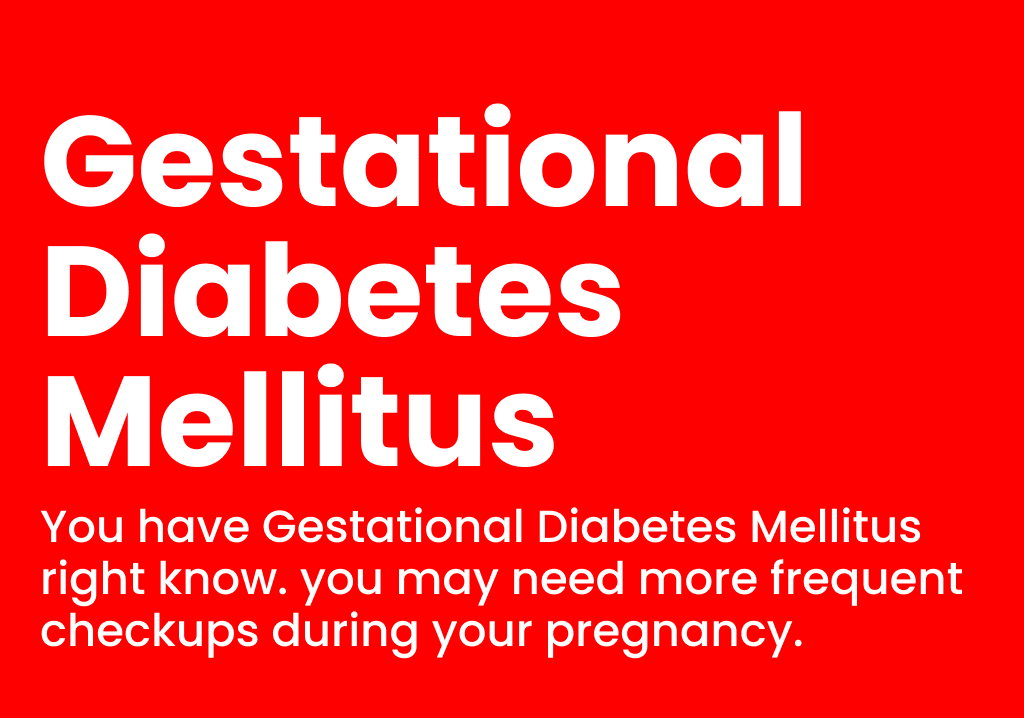 Gestational
Diabetes
Mellitus
You have Gestational Diabetes Mellitus
right know. you may need more frequent
checkups during your pregnancy.